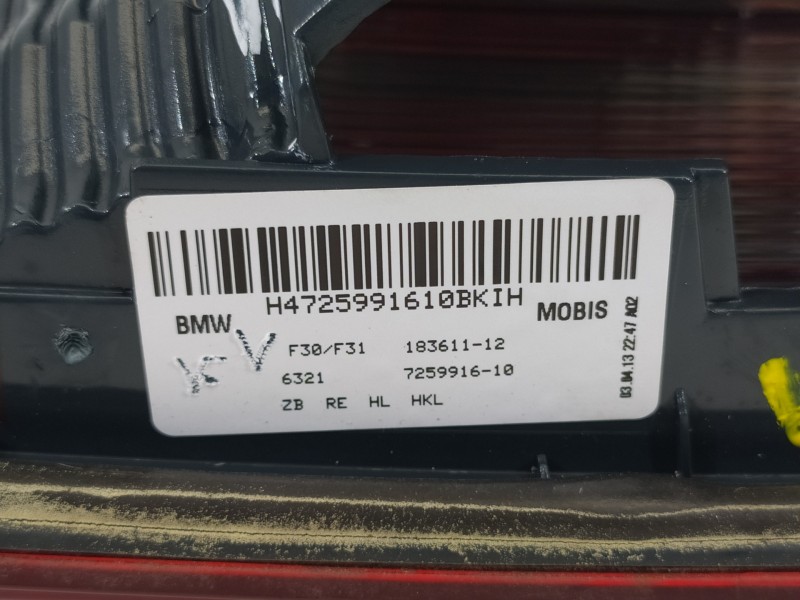 H4725991610BKIH
BMW MOBIS
F30/F31 183611-12
6321 7259916-10
ZB RE HL HKL
03.04.13 22:47 A02